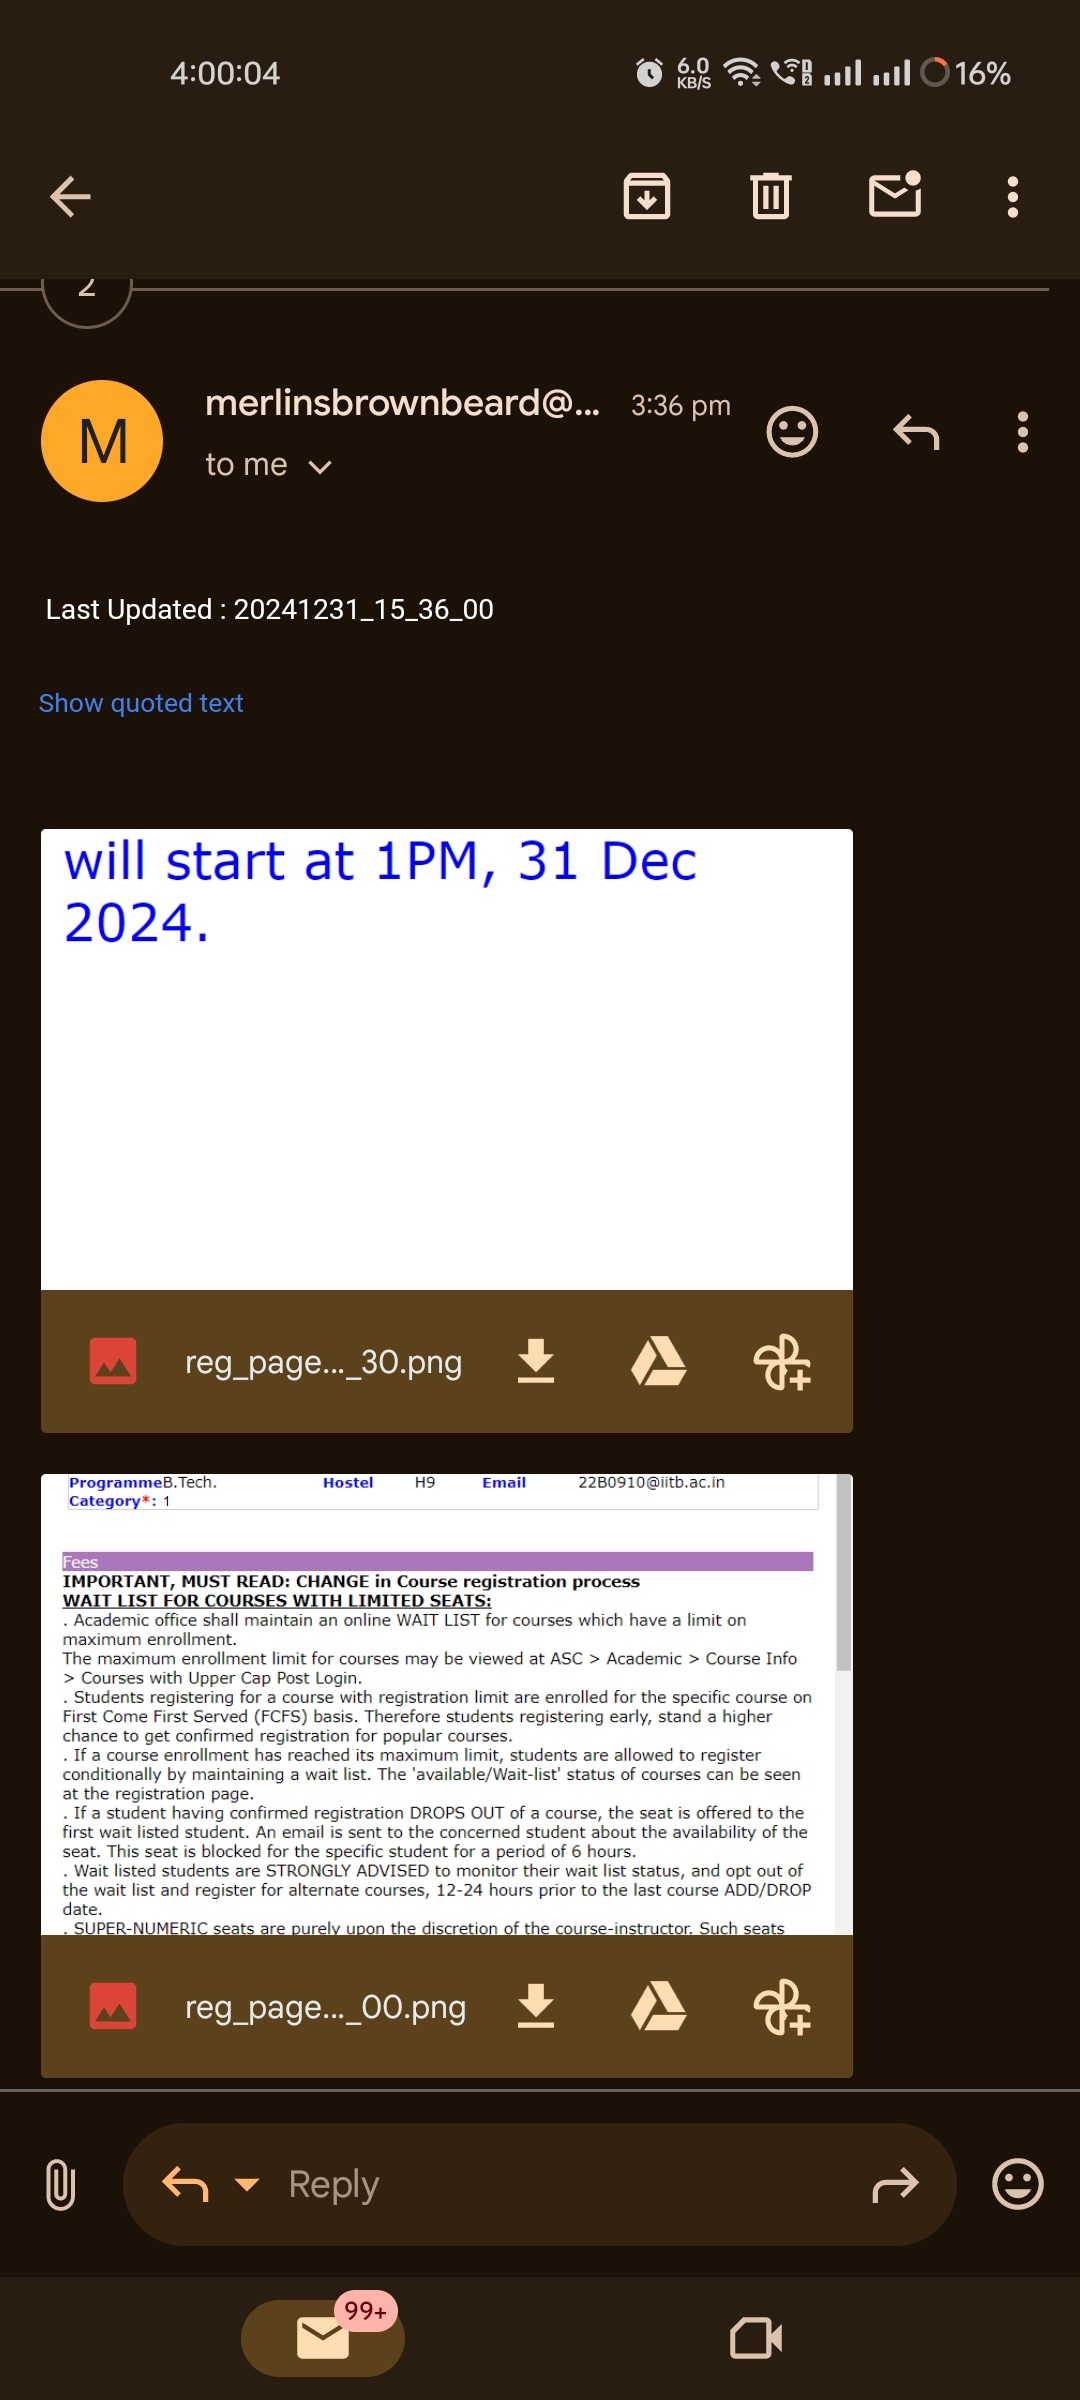 4:00:04
6.0
KB/S
16%
2
merlinsbrownbeard@...
3:36 pm
M
to me
Last Updated : 20241231_15_36_00
Show quoted text
will start at 1PM, 31 Dec
2024.
reg_page..._30.png
ProgrammeB.Tech. Hostel H9 Email 22B0910@iitb.ac.in
Category*: 1
Fees
IMPORTANT, MUST READ: CHANGE in Course registration process
WAIT LIST FOR COURSES WITH LIMITED SEATS:
. Academic office shall maintain an online WAIT LIST for courses which have a limit on
maximum enrollment.
The maximum enrollment limit for courses may be viewed at ASC > Academic > Course Info
> Courses with Upper Cap Post Login.
. Students registering for a course with registration limit are enrolled for the specific course on
First Come First Served (FCFS) basis. Therefore students registering early, stand a higher
chance to get confirmed registration for popular courses.
. If a course enrollment has reached its maximum limit, students are allowed to register
conditionally by maintaining a wait list. The 'available/Wait-list' status of courses can be seen
at the registration page.
. If a student having confirmed registration DROPS OUT of a course, the seat is offered to the
first wait listed student. An email is sent to the concerned student about the availability of the
seat. This seat is blocked for the specific student for a period of 6 hours.
. Wait listed students are STRONGLY ADVISED to monitor their wait list status, and opt out of
the wait list and register for alternate courses, 12-24 hours prior to the last course ADD/DROP
date.
. SUPER-NUMERIC seats are purely upon the discretion of the course-instructor. Such seats
reg_page..._00.png
Reply
99+